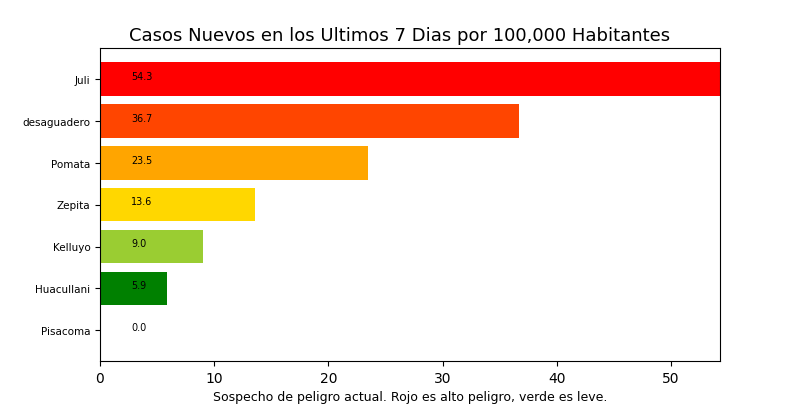 Casos Nuevos en los Ultimos 7 Dias por 100,000 Habitantes
Juli 54.3
desaguadero 36.7
Pomata 23.5
Zepita 13.6
Kelluyo 9.0
Huacullani 5.9
Pisacoma 0.0
0 10 20 30 40 50
Sospecho de peligro actual. Rojo es alto peligro, verde es leve.